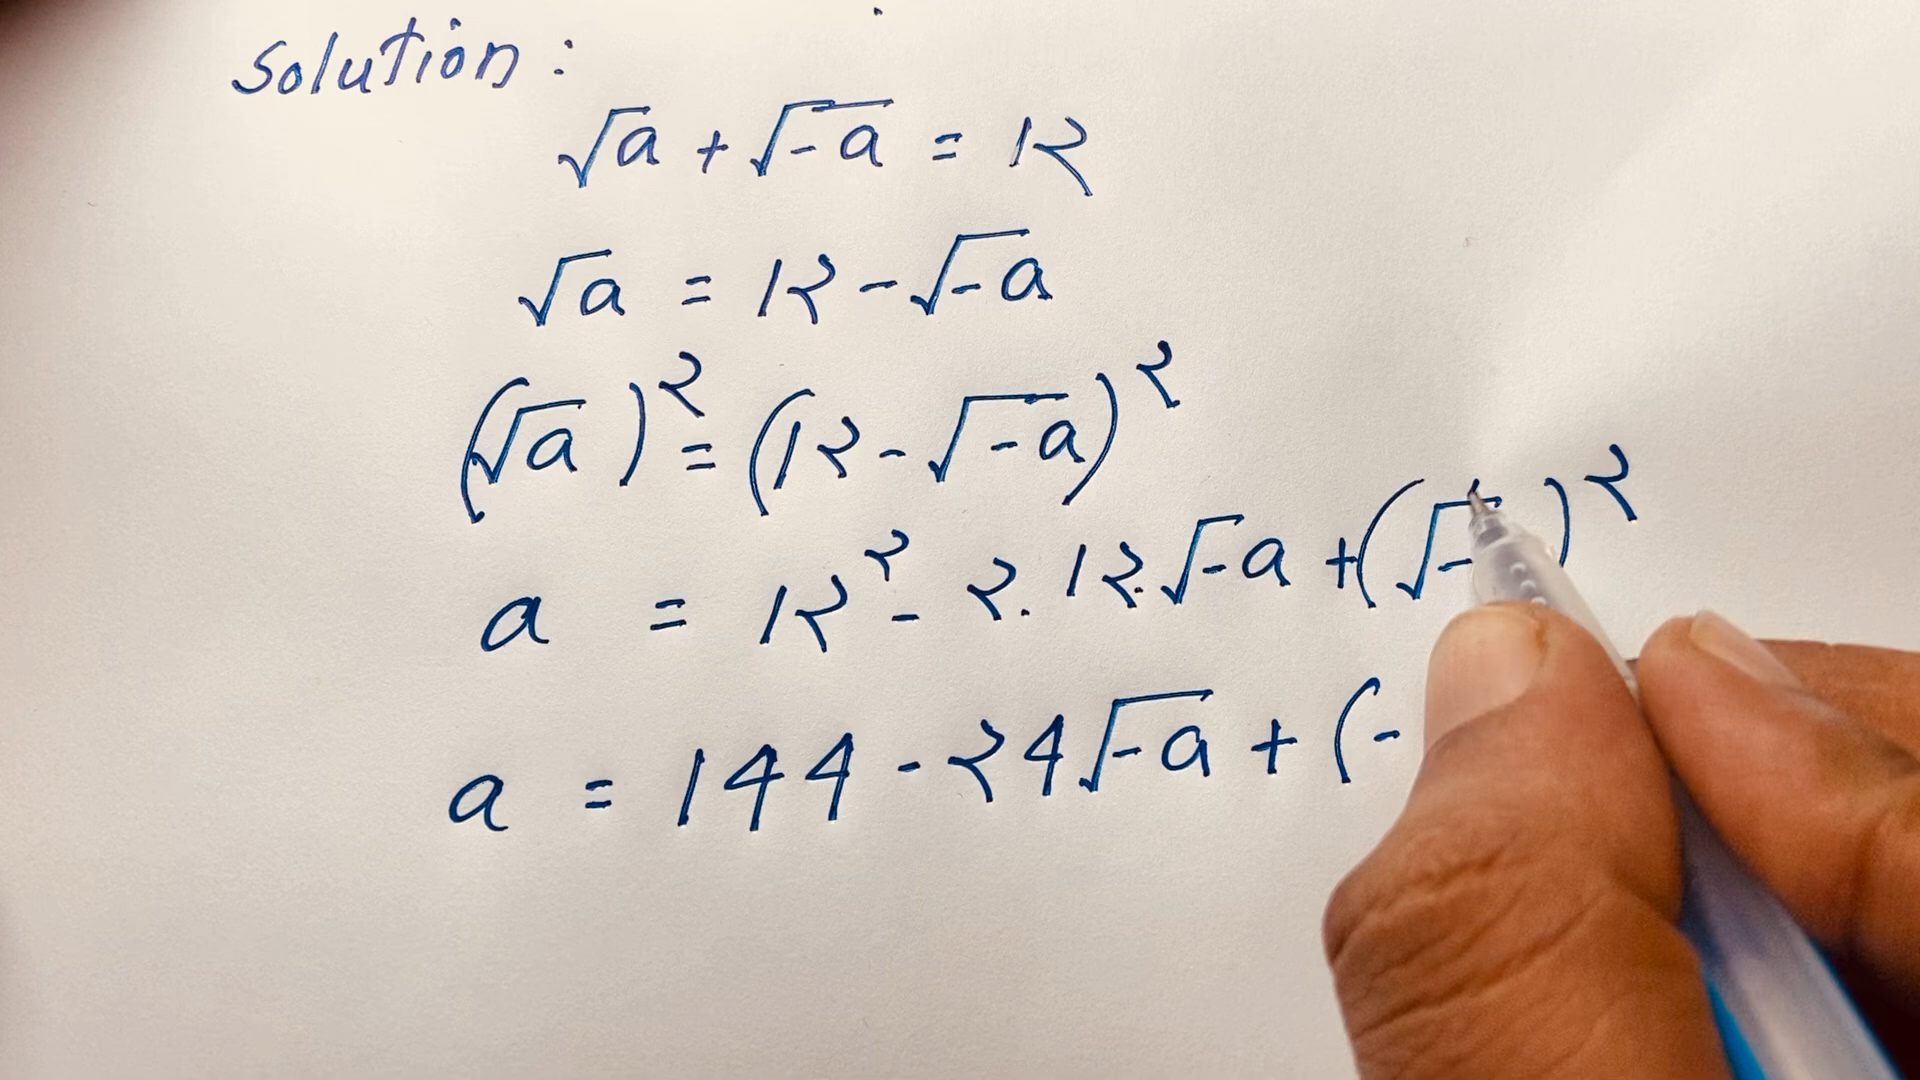 Solution:
√a + √-a = 12
√a = 12 - √-a
(√a)² = (12 - √-a)²
a = 12² - 2.12.√-a + (√-)²
a = 144 - 24√-a + (-